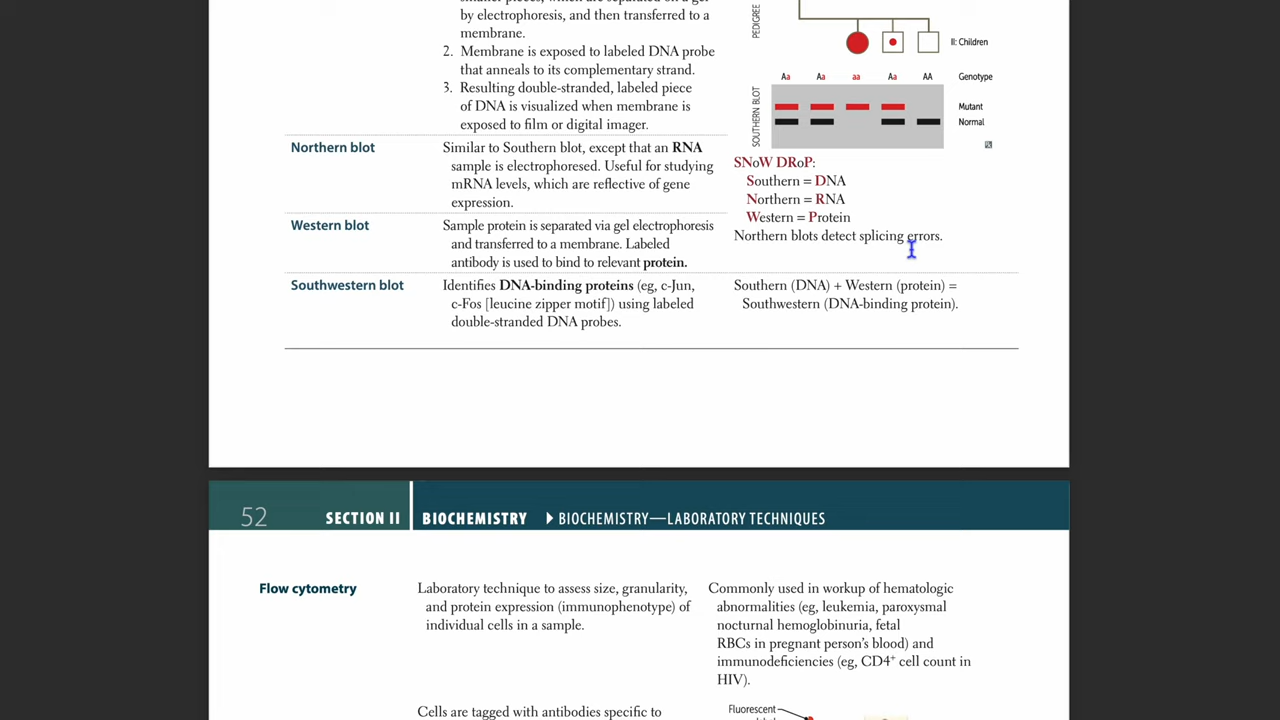 smaller pieces, which are separated on a gel
by electrophoresis, and then transferred to a
membrane.
2. Membrane is exposed to labeled DNA probe
that anneals to its complementary strand.
3. Resulting double-stranded, labeled piece
of DNA is visualized when membrane is
exposed to film or digital imager.
PEDIGREE
II: Children
Aa Aa aa Aa AA Genotype
SOUTHERN BLOT
Mutant
Normal
Northern blot
Similar to Southern blot, except that an RNA
sample is electrophoresed. Useful for studying
mRNA levels, which are reflective of gene
expression.
SNoW DRoP:
Southern = DNA
Northern = RNA
Western = Protein
Northern blots detect splicing errors.
Western blot
Sample protein is separated via gel electrophoresis
and transferred to a membrane. Labeled
antibody is used to bind to relevant protein.
Southwestern blot
Identifies DNA-binding proteins (eg, c-Jun,
c-Fos [leucine zipper motif]) using labeled
double-stranded DNA probes.
Southern (DNA) + Western (protein) =
Southwestern (DNA-binding protein).
52 SECTION II BIOCHEMISTRY ▶ BIOCHEMISTRY—LABORATORY TECHNIQUES
Flow cytometry
Laboratory technique to assess size, granularity,
and protein expression (immunophenotype) of
individual cells in a sample.
Commonly used in workup of hematologic
abnormalities (eg, leukemia, paroxysmal
nocturnal hemoglobinuria, fetal
RBCs in pregnant person's blood) and
immunodeficiencies (eg, CD4+ cell count in
HIV).
Cells are tagged with antibodies specific to
Fluorescent